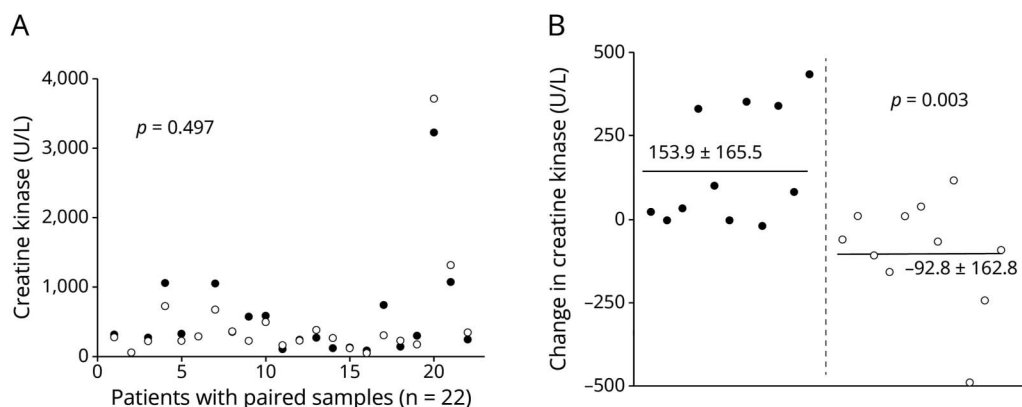 A
Creatine kinase (U/L)
4,000
3,000
2,000
1,000
0
p = 0.497
0
5
10
15
20
Patients with paired samples (n = 22)
B
Change in creatine kinase (U/L)
500
250
0
–250
–500
153.9 ± 165.5
p = 0.003
–92.8 ± 162.8